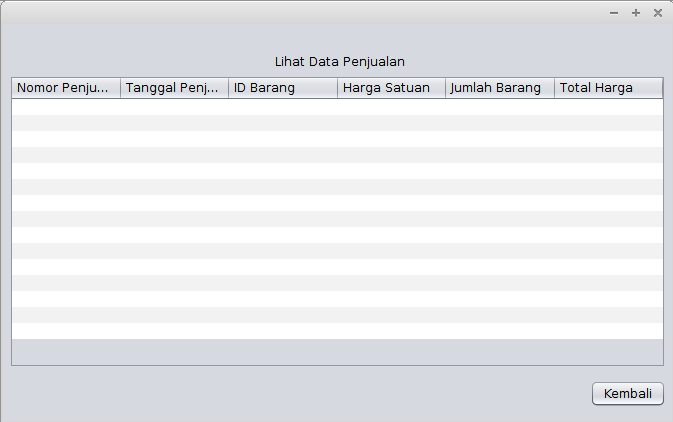 Lihat Data Penjualan
Nomor Penju... Tanggal Penj... ID Barang Harga Satuan Jumlah Barang Total Harga
Kembali